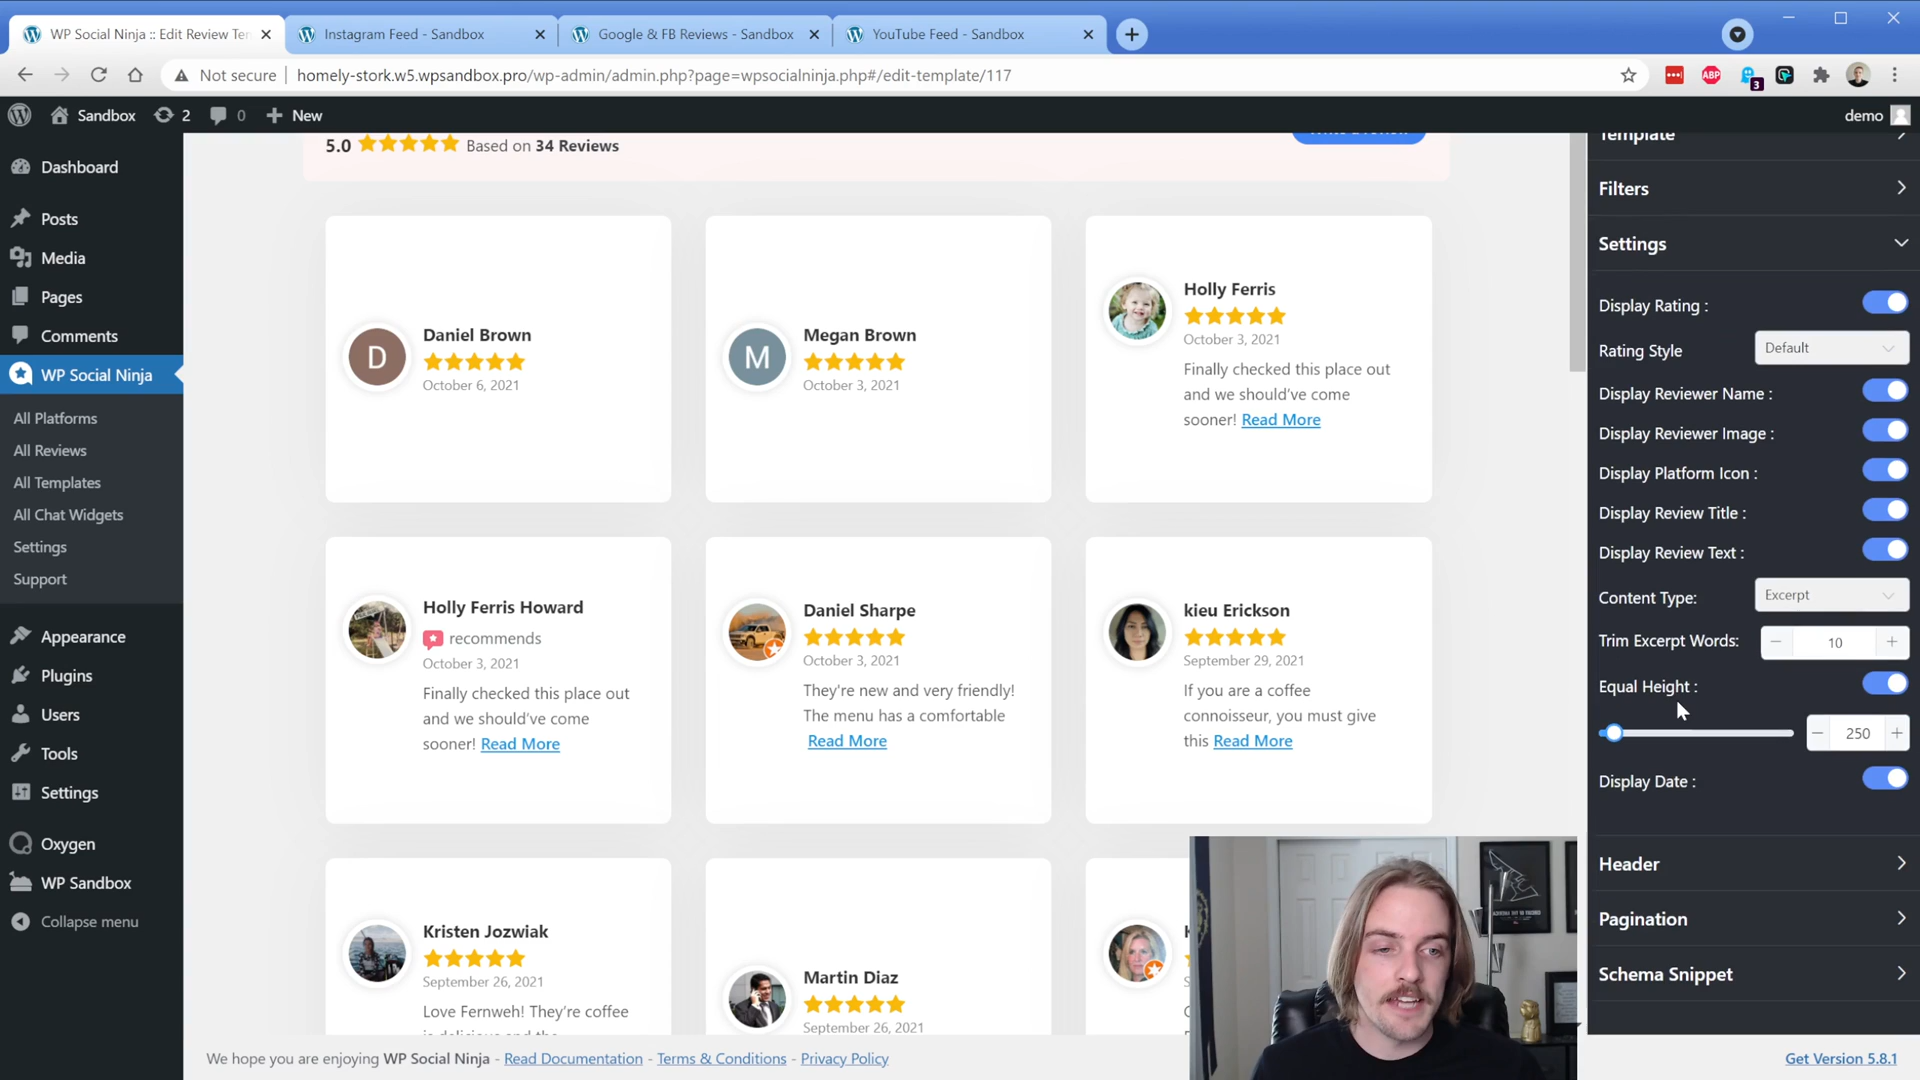 WP Social Ninja :: Edit Review Ten
Instagram Feed - Sandbox
Google & FB Reviews - Sandbox
YouTube Feed - Sandbox
Not secure
homely-stork.w5.wpsandbox.pro/wp-admin/admin.php?page=wpsocialninja.php#/edit-template/117
ABP
3
Sandbox
2
0
New
demo
Dashboard
Posts
Media
Pages
Comments
WP Social Ninja
All Platforms
All Reviews
All Templates
All Chat Widgets
Settings
Support
Appearance
Plugins
Users
Tools
Settings
Oxygen
WP Sandbox
Collapse menu
5.0
Based on 34 Reviews
D
Daniel Brown
October 6, 2021
M
Megan Brown
October 3, 2021
Holly Ferris
October 3, 2021
Finally checked this place out
and we should've come
sooner! Read More
Holly Ferris Howard
recommends
October 3, 2021
Finally checked this place out
and we should've come
sooner! Read More
Daniel Sharpe
October 3, 2021
They're new and very friendly!
The menu has a comfortable
Read More
kieu Erickson
September 29, 2021
If you are a coffee
connoisseur, you must give
this Read More
Kristen Jozwiak
September 26, 2021
Love Fernweh! They're coffee
Martin Diaz
September 26, 2021
Template
Filters
Settings
Display Rating :
Rating Style
Default
Display Reviewer Name :
Display Reviewer Image :
Display Platform Icon :
Display Review Title :
Display Review Text :
Content Type:
Excerpt
Trim Excerpt Words:
10
Equal Height :
250
Display Date :
Header
Pagination
Schema Snippet
We hope you are enjoying WP Social Ninja - Read Documentation - Terms & Conditions - Privacy Policy
Get Version 5.8.1